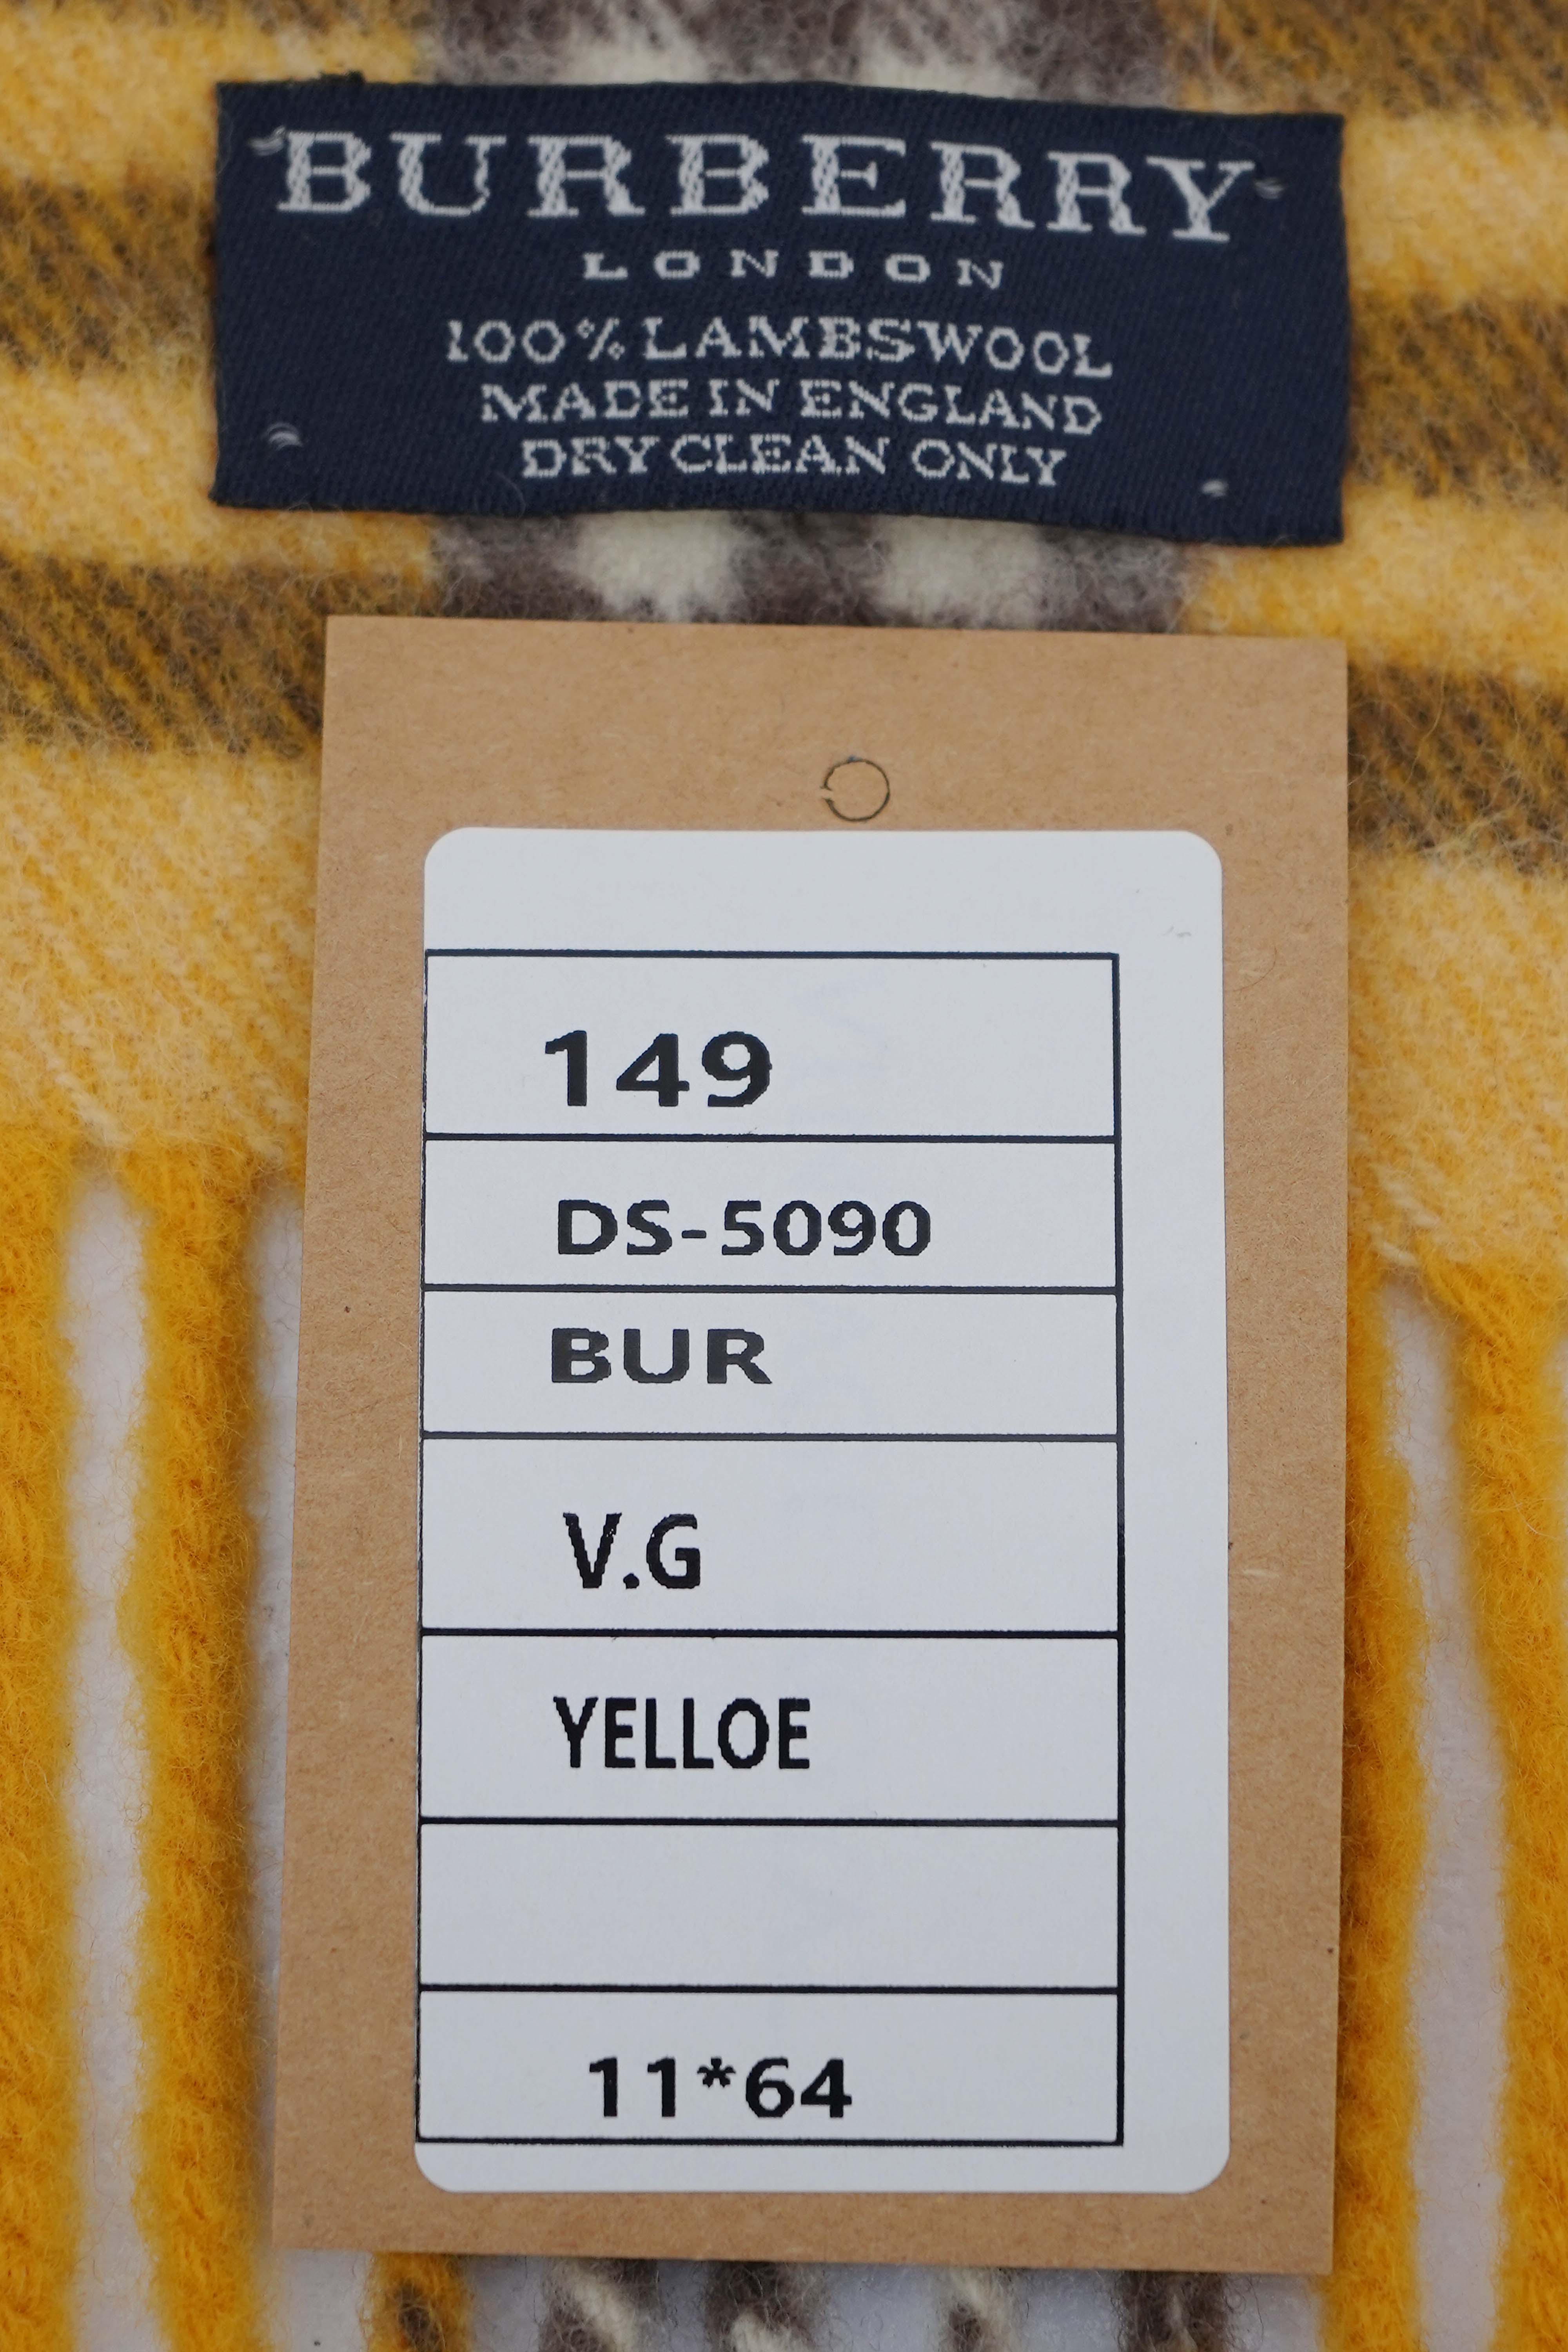 BURBERRY
LONDON
100% LAMBSWOOL
MADE IN ENGLAND
DRY CLEAN ONLY
149
DS-5090
BUR
V.G
YELLOE
11*64